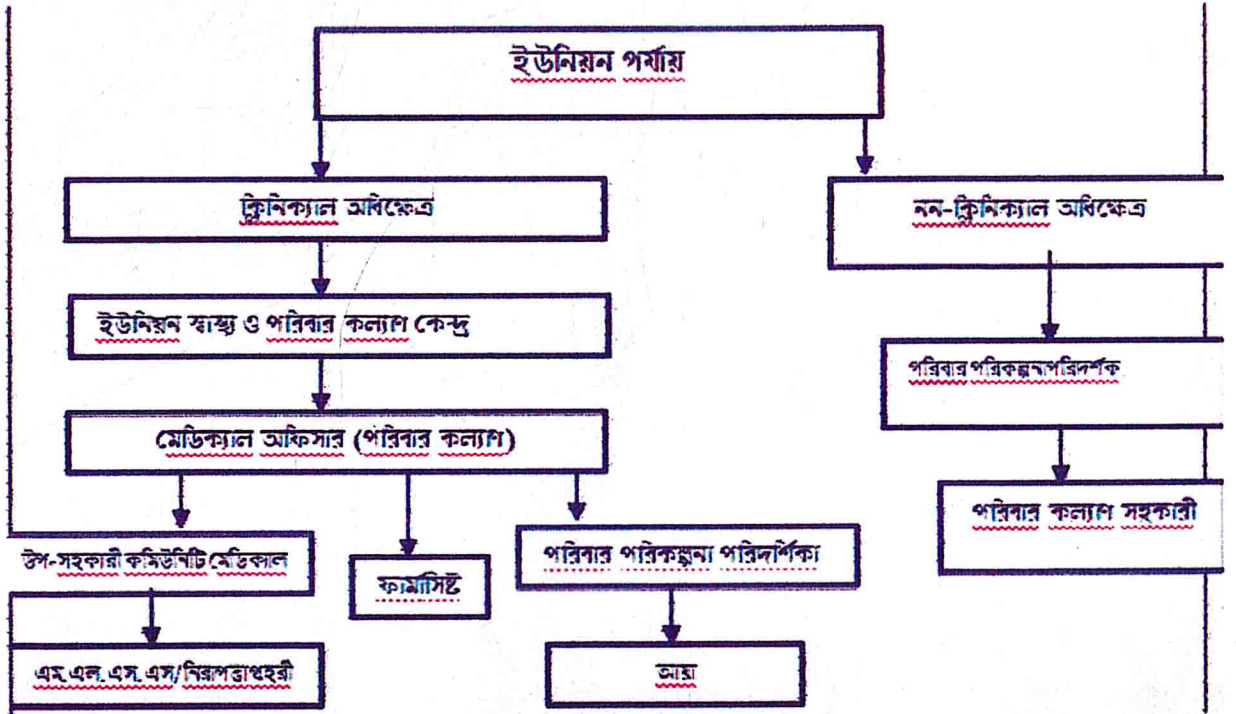 ইউনিয়ন পর্যায়
ক্লিনিক্যাল অধিক্ষেত্র
নন-ক্লিনিক্যাল অধিক্ষেত্র
ইউনিয়ন স্বাস্থ্য ও পরিবার কল্যাণ কেন্দ্র
পরিবার পরিকল্পনাপরিদর্শক
মেডিক্যাল অফিসার (পরিবার কল্যাণ)
পরিবার কল্যাণ সহকারী
উপ-সহকারী কমিউনিটি মেডিকাল
ফার্মাসিষ্ট
পরিবার পরিকল্পনা পরিদর্শিকা
এম.এল.এস.এস/নিরাপত্তাপ্রহরী
আয়া